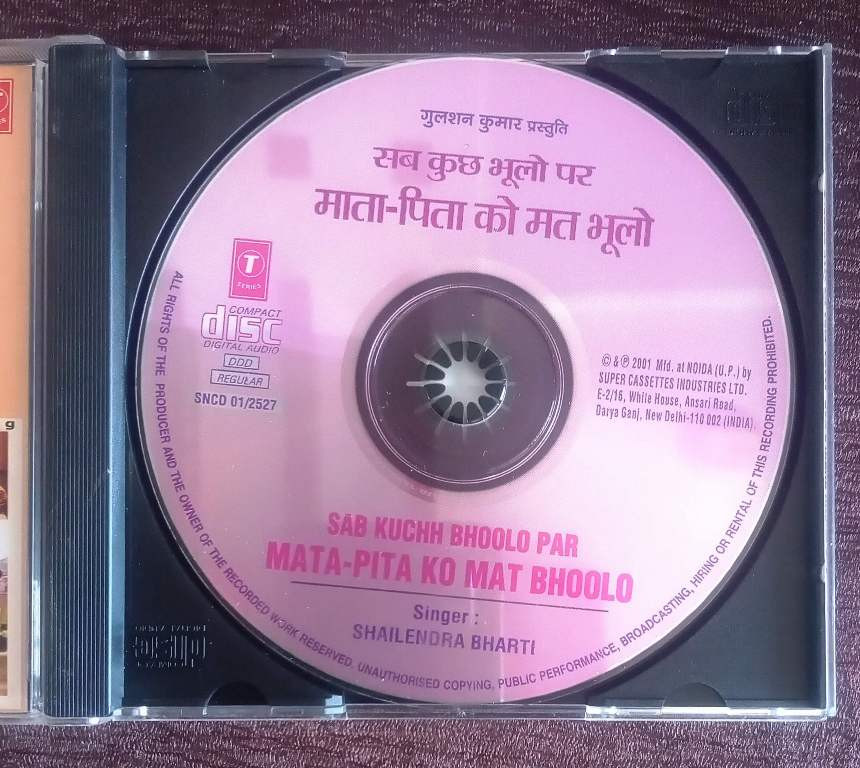 गुलशन कुमार प्रस्तुति
सब कुछ भूलो पर
माता-पिता को मत भूलो
T
SERIES
COMPACT
disc
DIGITAL AUDIO
DDD
REGULAR
SNCD 01/2527
© & ℗ 2001 Mfd. at NOIDA (U.P.) by
SUPER CASSETTES INDUSTRIES LTD.
E-2/16, White House, Ansari Road,
Darya Ganj, New Delhi-110 002 (INDIA)
SAB KUCHH BHOOLO PAR
MATA-PITA KO MAT BHOOLO
Singer :
SHAILENDRA BHARTI
ALL RIGHTS OF THE PRODUCER AND THE OWNER OF THE RECORDED WORK RESERVED. UNAUTHORISED COPYING, PUBLIC PERFORMANCE, BROADCASTING, HIRING OR RENTAL OF THIS RECORDING PROHIBITED.
g